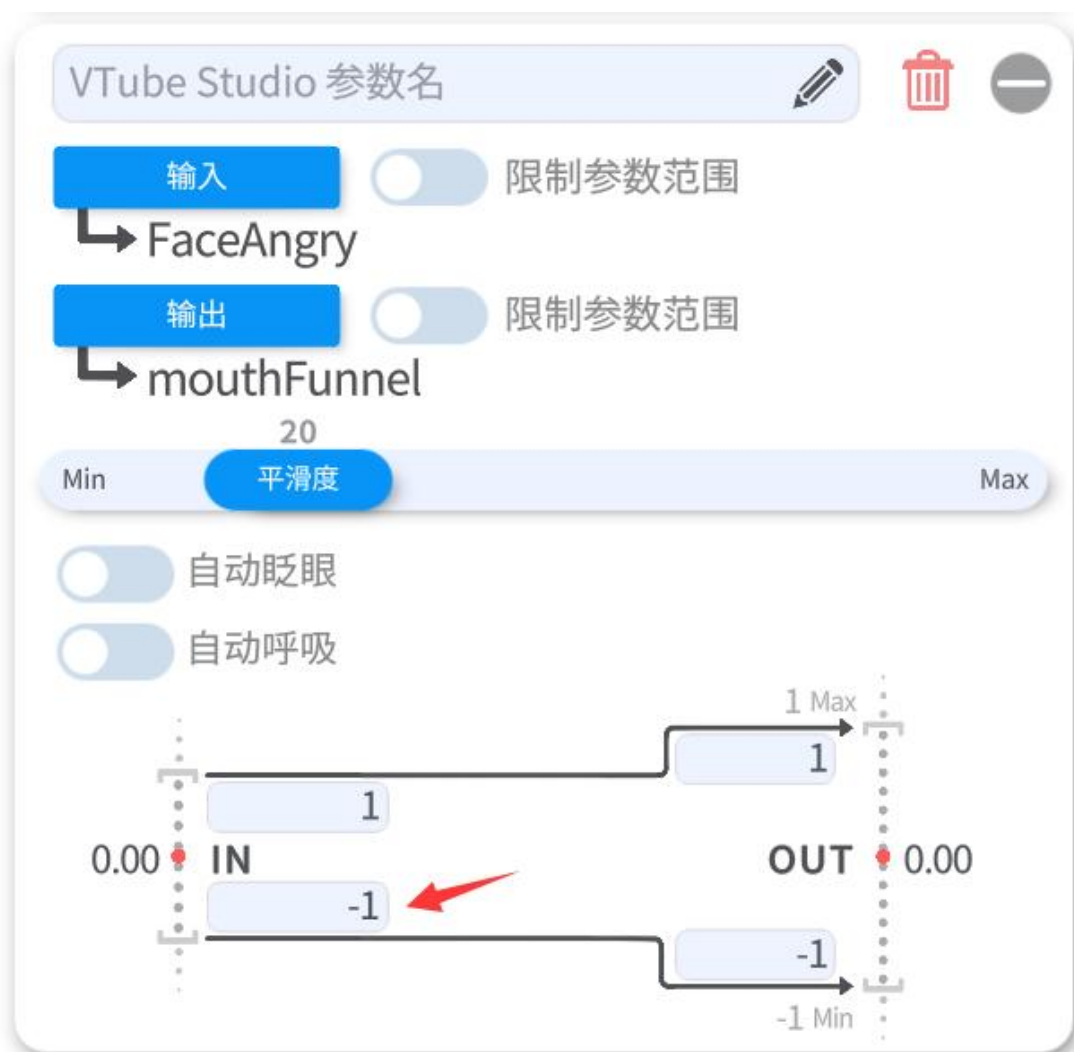 VTube Studio 参数名
输入 限制参数范围
FaceAngry
输出 限制参数范围
mouthFunnel
20
Min 平滑度 Max
自动眨眼
自动呼吸
1 Max
1
1
0.00 IN OUT 0.00
-1
-1
-1 Min